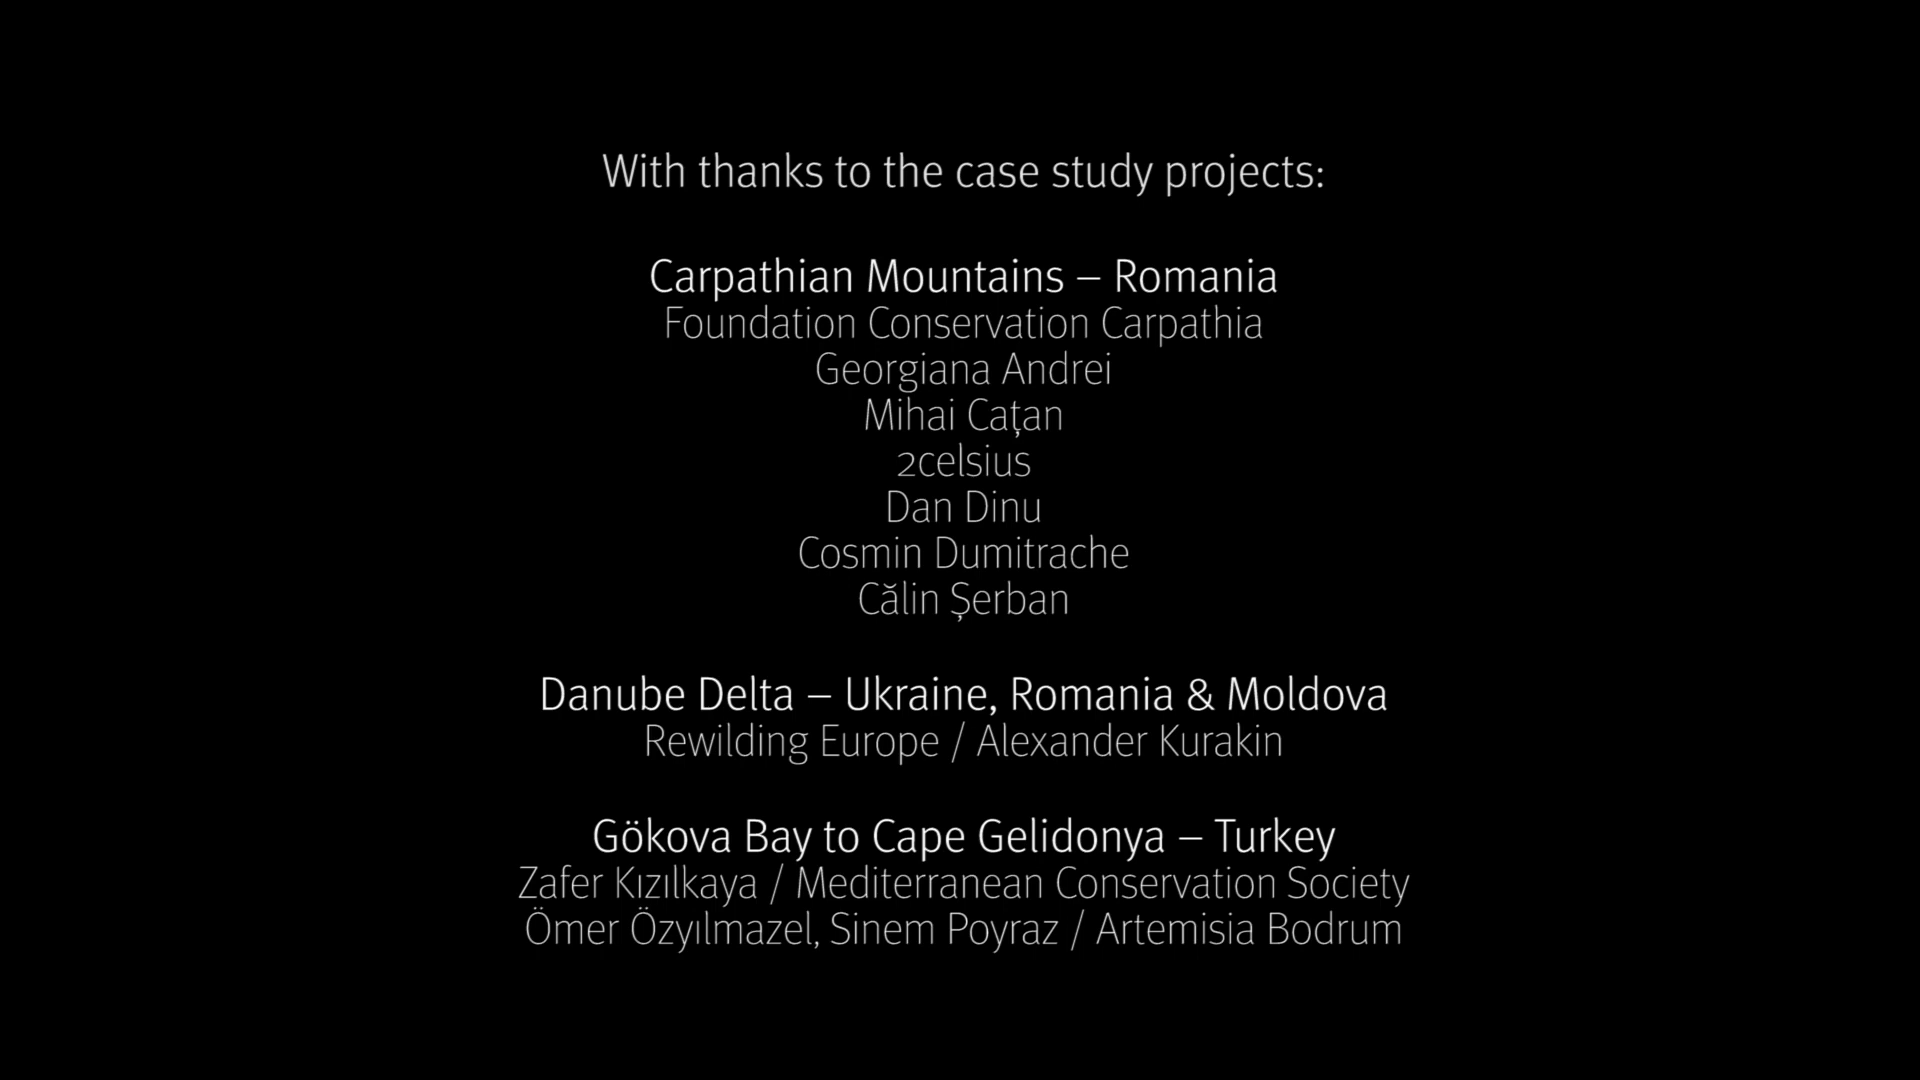 With thanks to the case study projects:
Carpathian Mountains – Romania
Foundation Conservation Carpathia
Georgiana Andrei
Mihai Cațan
2celsius
Dan Dinu
Cosmin Dumitrache
Călin Șerban
Danube Delta – Ukraine, Romania & Moldova
Rewilding Europe / Alexander Kurakin
Gökova Bay to Cape Gelidonya – Turkey
Zafer Kızılkaya / Mediterranean Conservation Society
Ömer Özyılmazel, Sinem Poyraz / Artemisia Bodrum